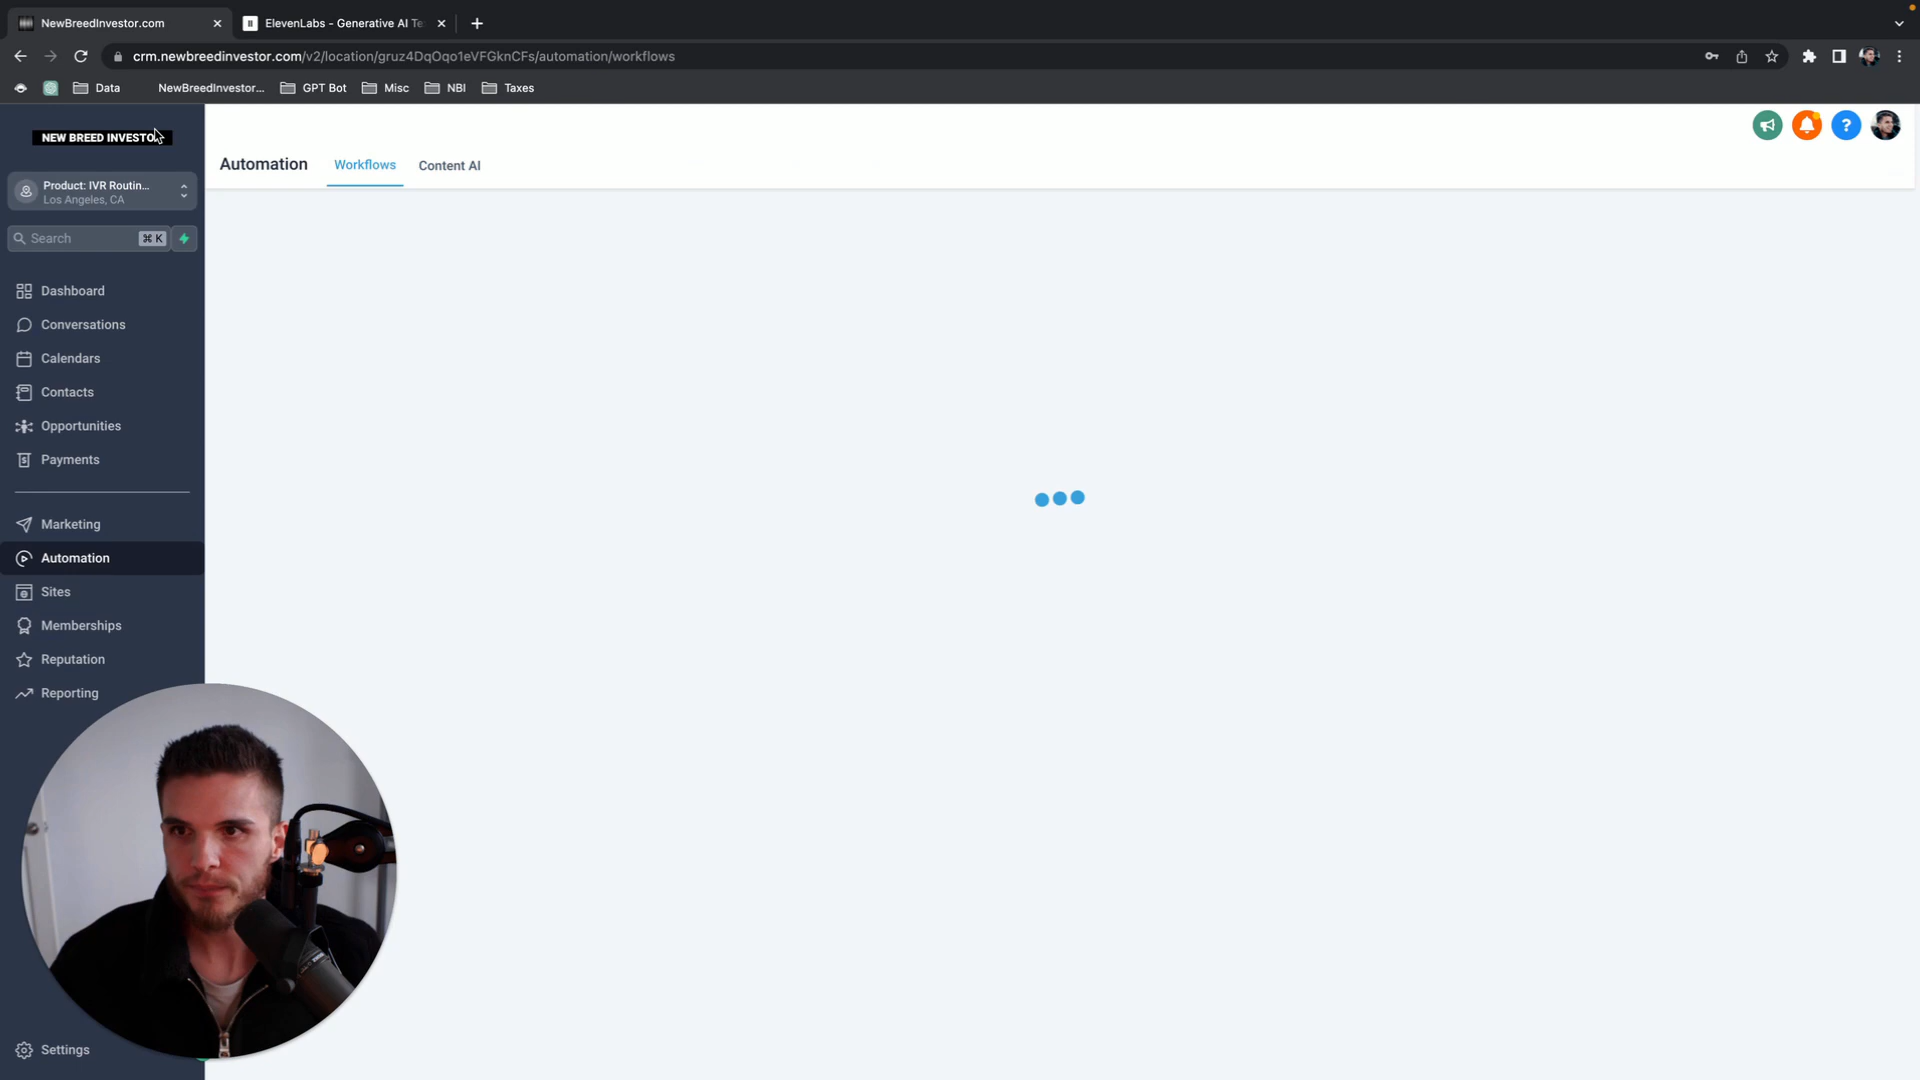 NewBreedInvestor.com
ElevenLabs - Generative AI Te
crm.newbreedinvestor.com/v2/location/gruz4DqOqo1eVFGknCFs/automation/workflows
Data
NewBreedInvestor...
GPT Bot
Misc
NBI
Taxes
NEW BREED INVESTO
Product: IVR Routin...
Los Angeles, CA
Search
⌘ K
Dashboard
Conversations
Calendars
Contacts
Opportunities
Payments
Marketing
Automation
Sites
Memberships
Reputation
Reporting
Settings
Automation
Workflows
Content AI